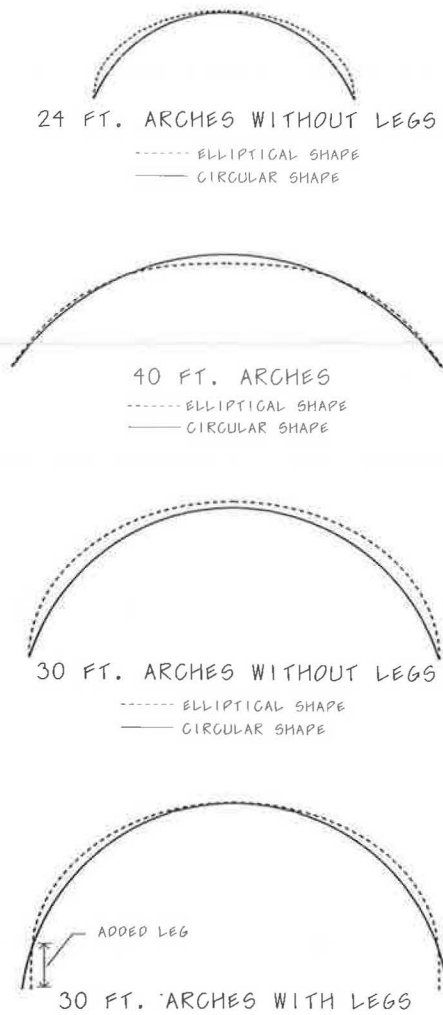 24 FT. ARCHES WITHOUT LEGS
ELLIPTICAL SHAPE
CIRCULAR SHAPE
40 FT. ARCHES
ELLIPTICAL SHAPE
CIRCULAR SHAPE
30 FT. ARCHES WITHOUT LEGS
ELLIPTICAL SHAPE
CIRCULAR SHAPE
ADDED LEG
30 FT. ARCHES WITH LEGS